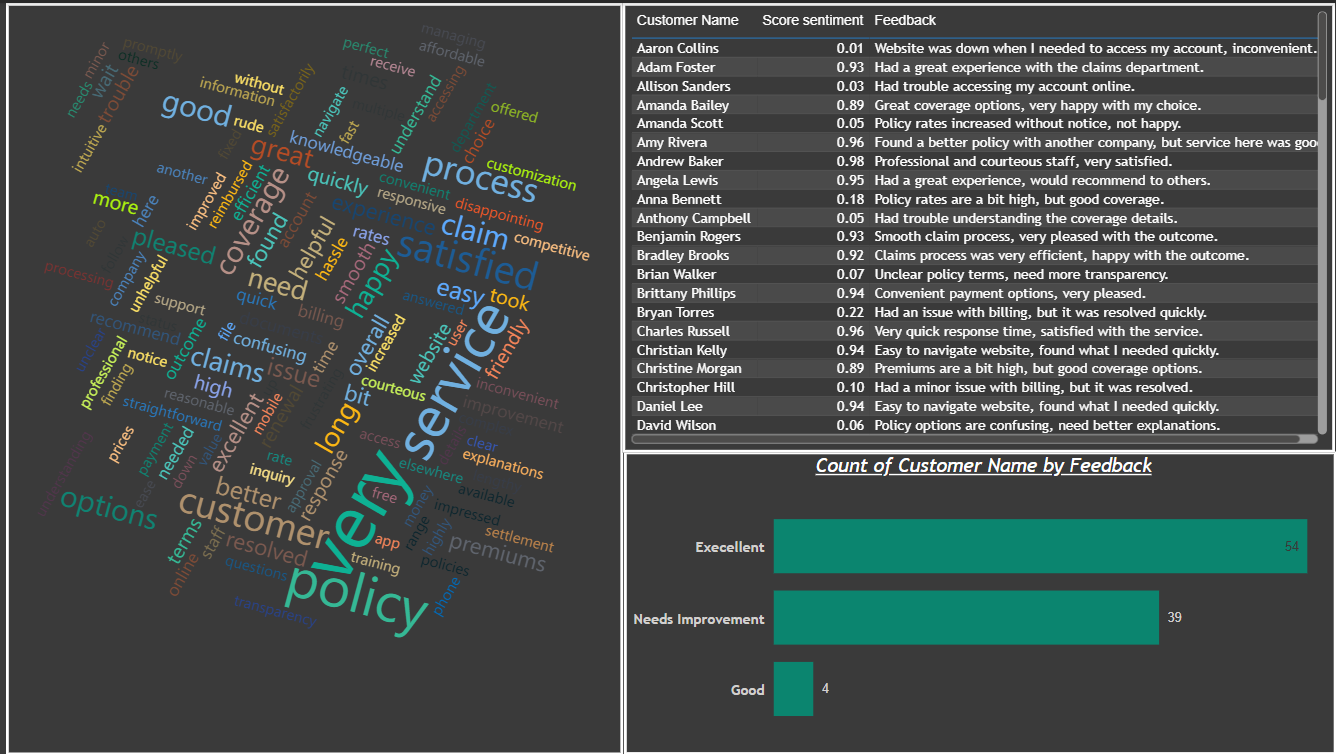 managing
affordable
perfect
receive
promptly
others
minor
wait
needs
trouble
information
without
satisfactorily
navigate
understand
accessing
department
offered
good
rude
fast
choice
intuitive
fixed
great
knowledgeable
process
customization
another
improved
reimbursed
efficient
quickly
convenient
responsive
disappointing
more
here
coverage
found
account
helpful
experience
claim
competitive
auto
pleased
hassle
rates
smooth
happy
satisfied
processing
company
unhelpful
support
need
quick
billing
answered
easy
took
recommend
outcome
file
confusing
overall
increased
website
user
service
friendly
unclear
professional
notice
finding
claims
issue
time
high
reasonable
straightforward
mobile
renewal
bit
courteous
inconvenient
improvement
prices
payment
needed
value
down
excellent
long
access
clear
explanations
rate
inquiry
approval
response
elsewhere
available
ease
options
better
customer
very
free
money
impressed
range
highly
settlement
terms
staff
resolved
app
training
premiums
policies
online
questions
policy
phone
transparency
Customer Name Score sentiment Feedback
Aaron Collins 0.01 Website was down when I needed to access my account, inconvenient.
Adam Foster 0.93 Had a great experience with the claims department.
Allison Sanders 0.03 Had trouble accessing my account online.
Amanda Bailey 0.89 Great coverage options, very happy with my choice.
Amanda Scott 0.05 Policy rates increased without notice, not happy.
Amy Rivera 0.96 Found a better policy with another company, but service here was goo
Andrew Baker 0.98 Professional and courteous staff, very satisfied.
Angela Lewis 0.95 Had a great experience, would recommend to others.
Anna Bennett 0.18 Policy rates are a bit high, but good coverage.
Anthony Campbell 0.05 Had trouble understanding the coverage details.
Benjamin Rogers 0.93 Smooth claim process, very pleased with the outcome.
Bradley Brooks 0.92 Claims process was very efficient, happy with the outcome.
Brian Walker 0.07 Unclear policy terms, need more transparency.
Brittany Phillips 0.94 Convenient payment options, very pleased.
Bryan Torres 0.22 Had an issue with billing, but it was resolved quickly.
Charles Russell 0.96 Very quick response time, satisfied with the service.
Christian Kelly 0.94 Easy to navigate website, found what I needed quickly.
Christine Morgan 0.89 Premiums are a bit high, but good coverage options.
Christopher Hill 0.10 Had a minor issue with billing, but it was resolved.
Daniel Lee 0.94 Easy to navigate website, found what I needed quickly.
David Wilson 0.06 Policy options are confusing, need better explanations.
Count of Customer Name by Feedback
Execellent 54
Needs Improvement 39
Good 4